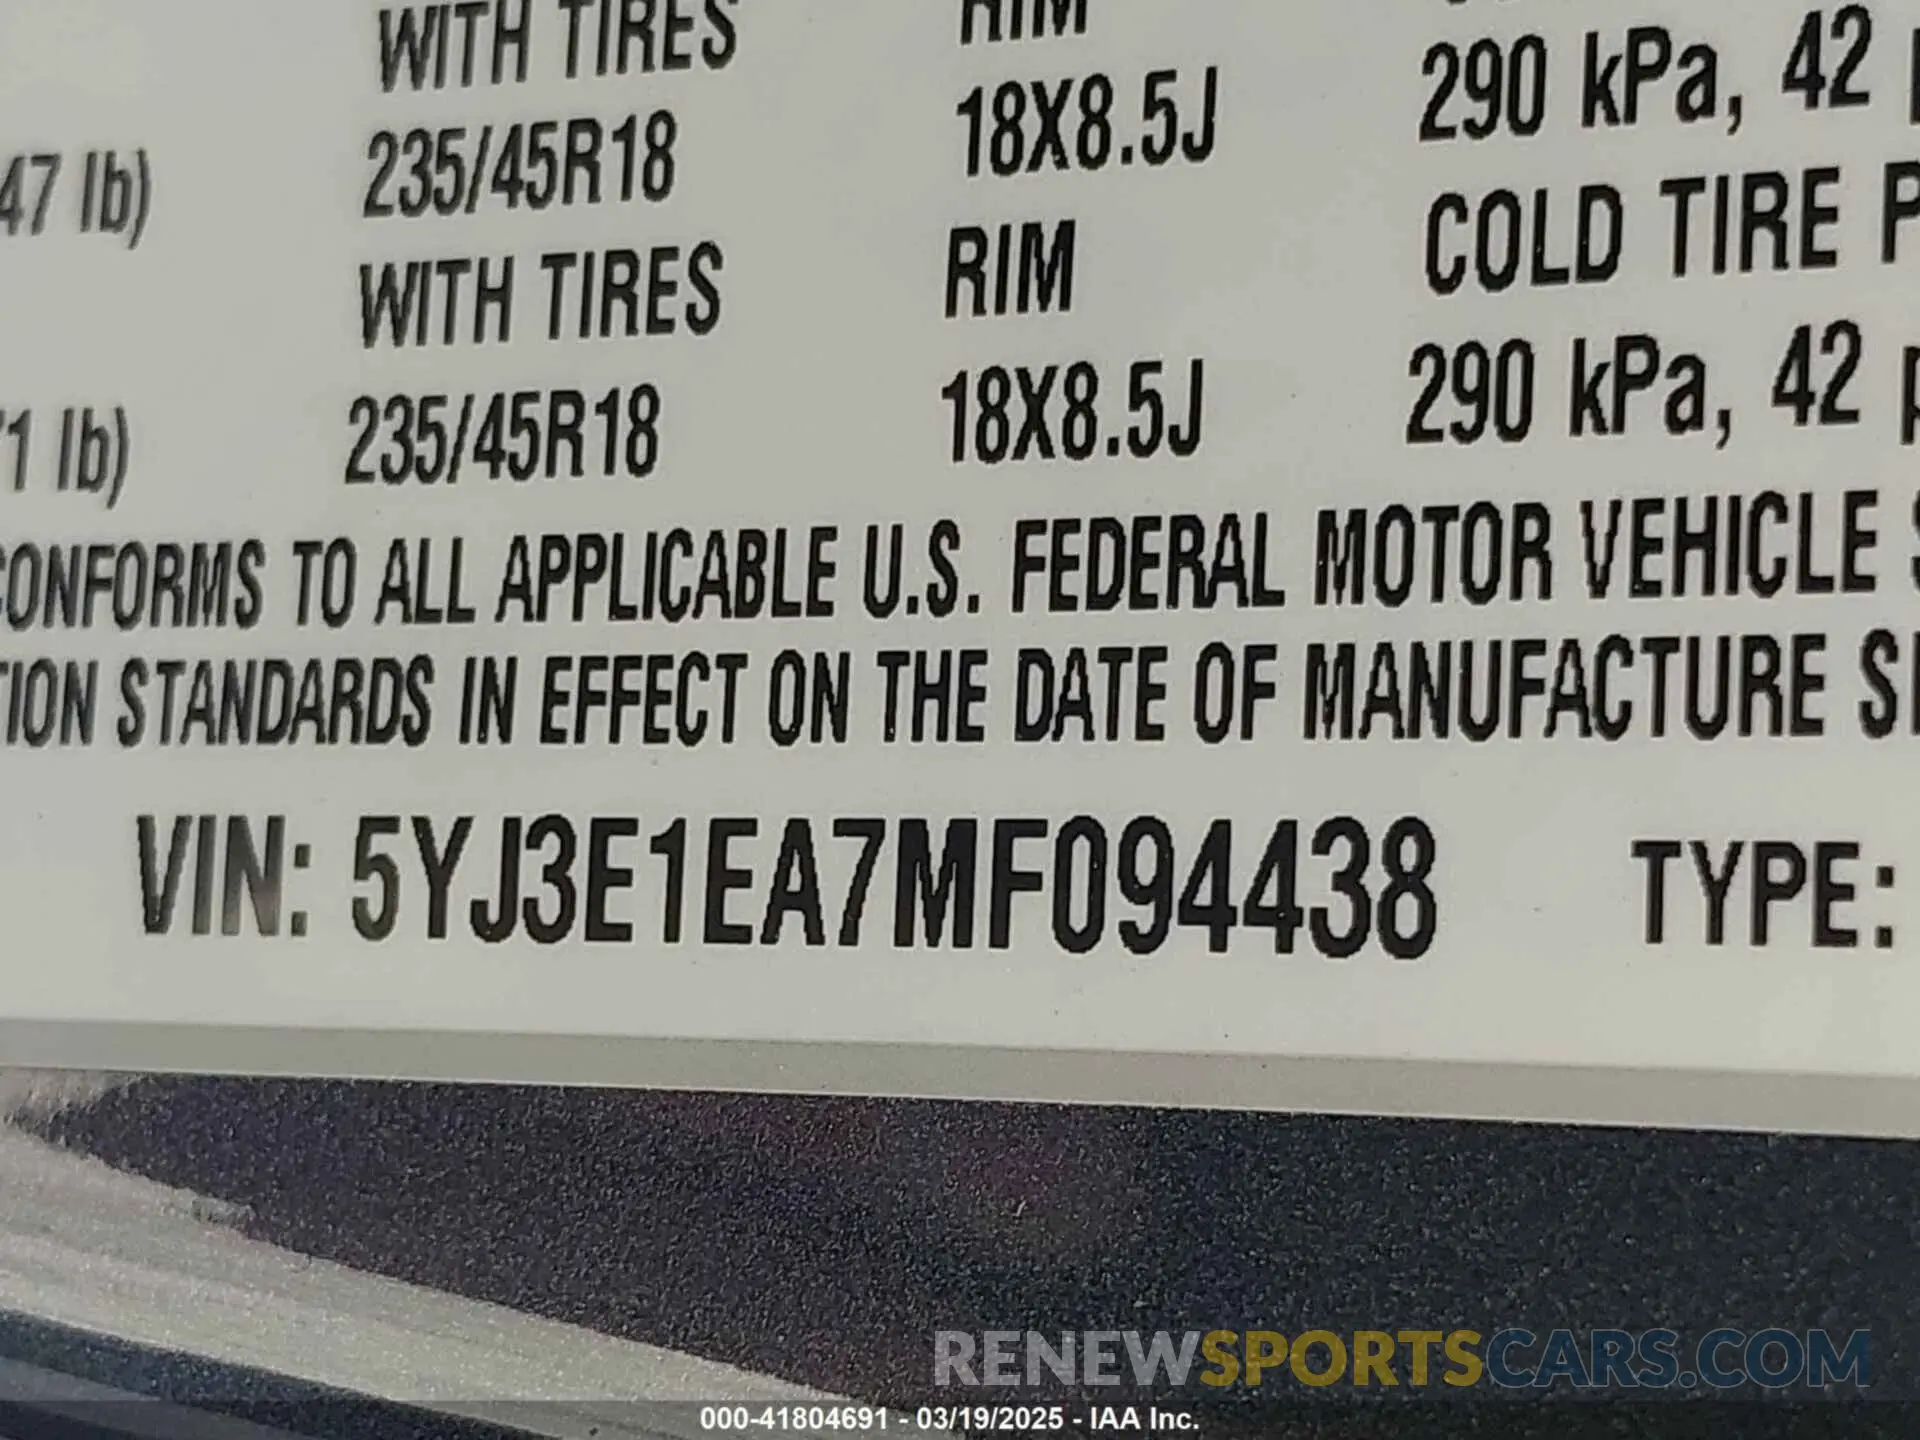 WITH TIRES RIM
235/45R18 18X8.5J 290 kPa, 42
47 lb)
WITH TIRES RIM COLD TIRE P
235/45R18 18X8.5J 290 kPa, 42 p
1 lb)
CONFORMS TO ALL APPLICABLE U.S. FEDERAL MOTOR VEHICLE S
TION STANDARDS IN EFFECT ON THE DATE OF MANUFACTURE S
VIN: 5YJ3E1EA7MF094438 TYPE:
RENEWSPORTSCARS.COM
000-41804691 - 03/19/2025 - IAA Inc.